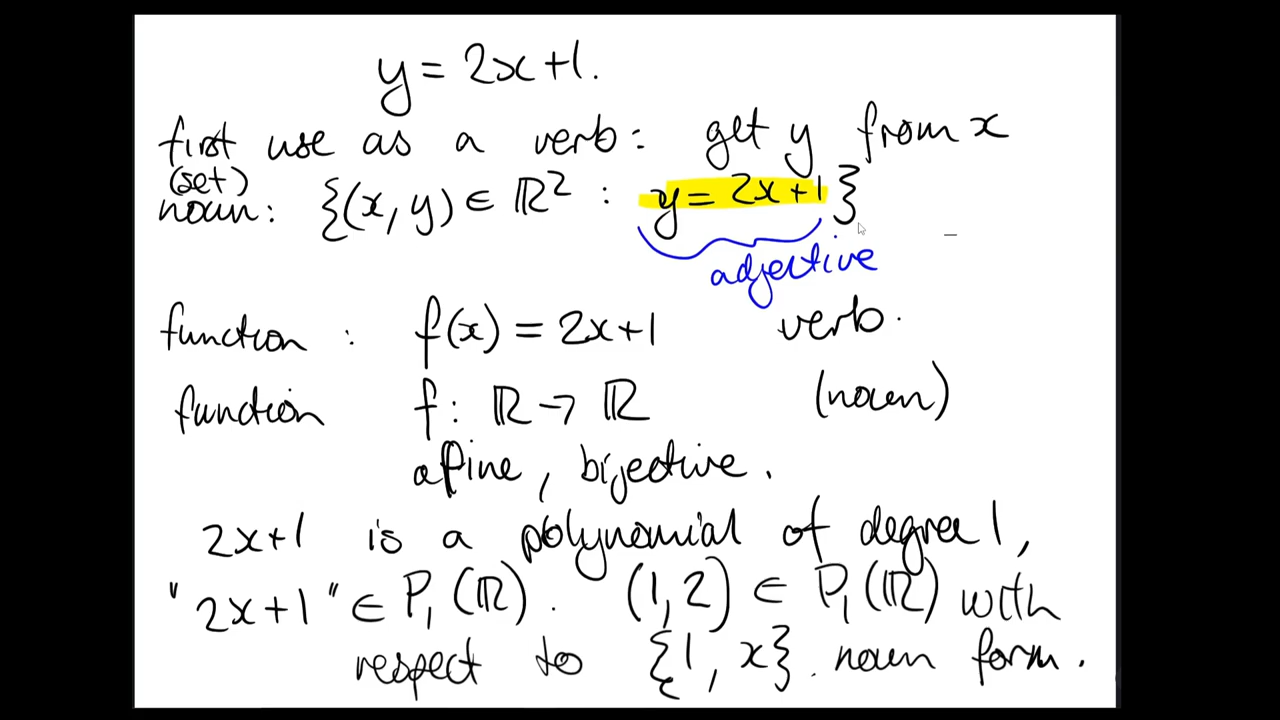 y = 2x+1.
first use as a verb: get y from x
(set)
noun: {(x, y) ∈ ℝ² : y = 2x+1}
adjective
function : f(x) = 2x+1 verb.
function f: ℝ → ℝ (noun)
affine, bijective.
2x+1 is a polynomial of degree 1,
"2x+1" ∈ P₁(ℝ). (1,2) ∈ P₁(ℝ) with
respect to {1, x}. noun form.